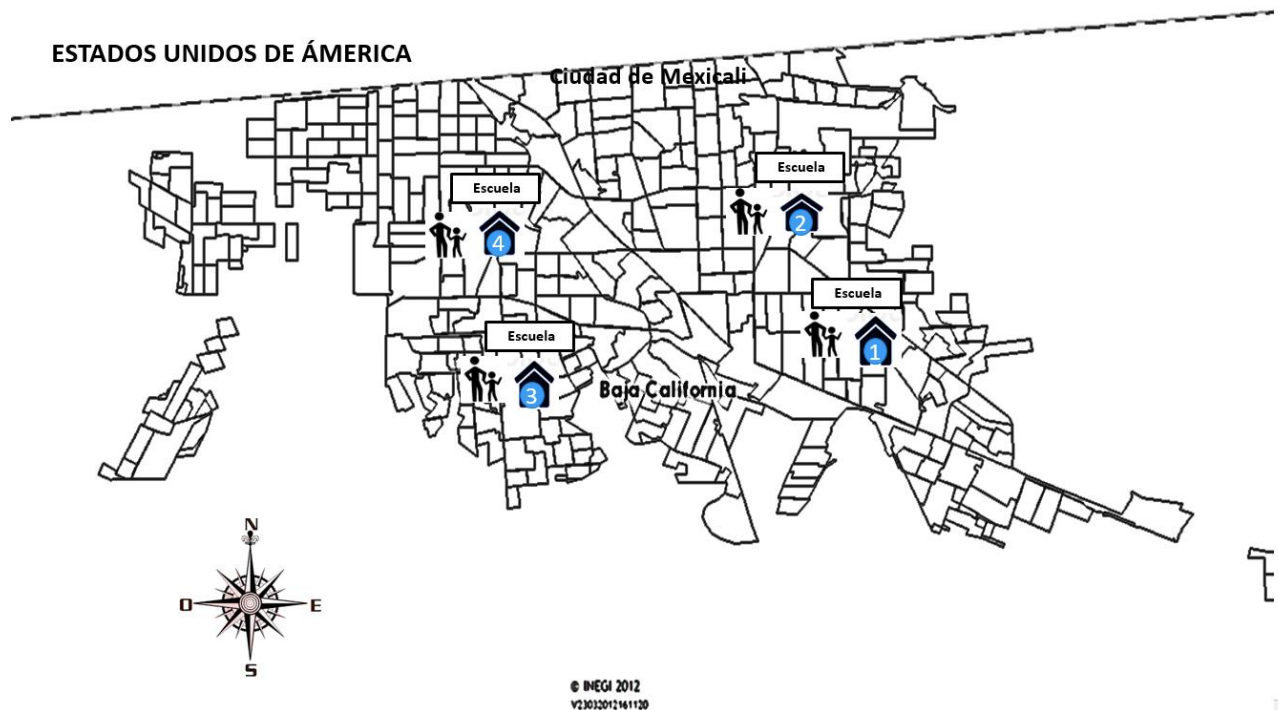 ESTADOS UNIDOS DE ÁMERICA
Ciudad de Mexicali
Escuela
2
Escuela
4
Escuela
1
Escuela
3
Baja California
N
O
E
S
© INEGI 2012
V23032012161120